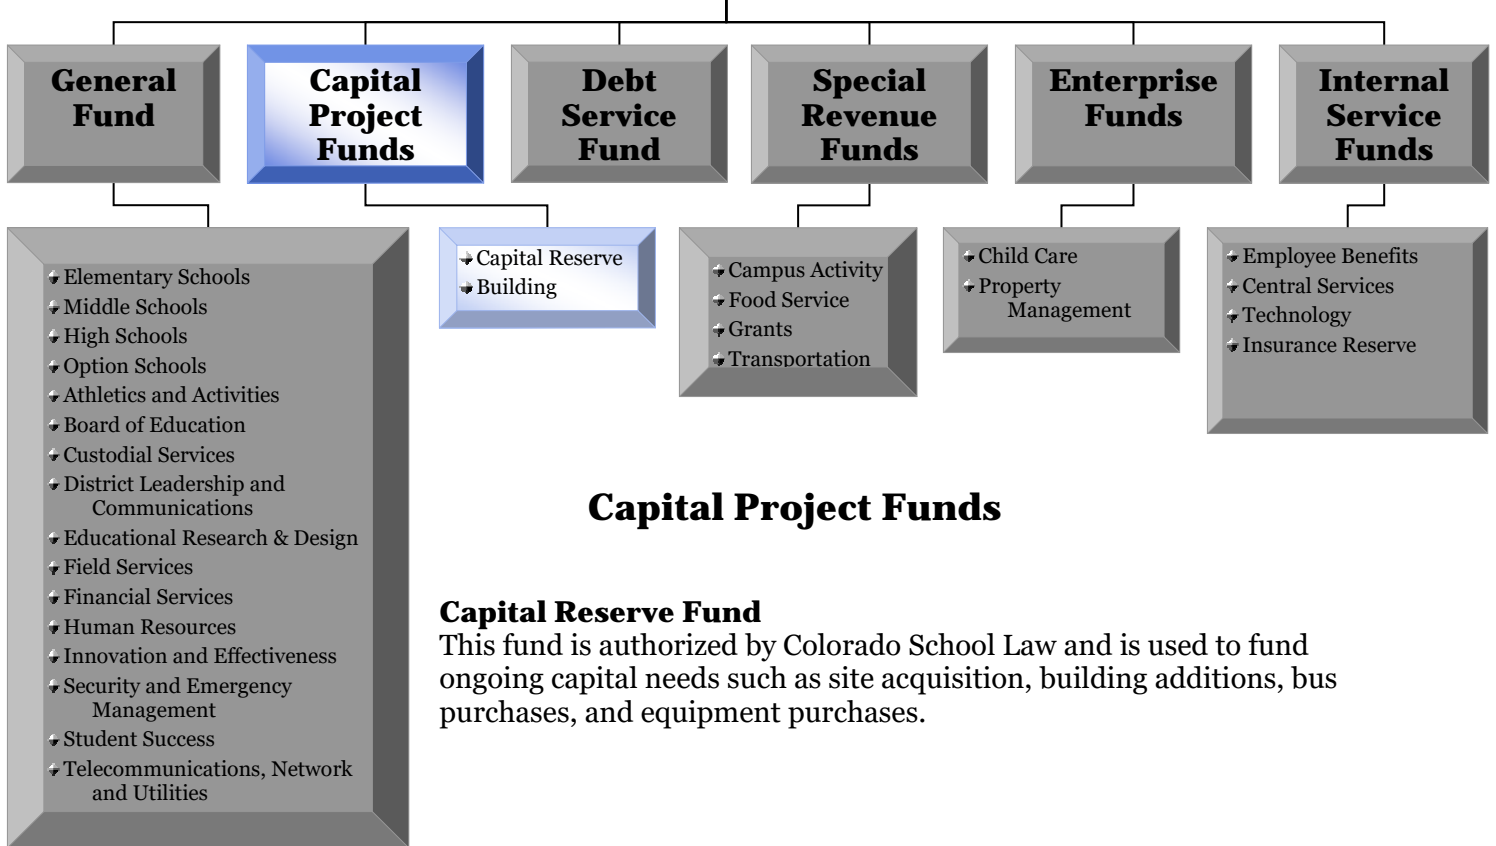 General
Fund
Capital
Project
Funds
Debt
Service
Fund
Special
Revenue
Funds
Enterprise
Funds
Internal
Service
Funds
Elementary Schools
Middle Schools
High Schools
Option Schools
Athletics and Activities
Board of Education
Custodial Services
District Leadership and
Communications
Educational Research & Design
Field Services
Financial Services
Human Resources
Innovation and Effectiveness
Security and Emergency
Management
Student Success
Telecommunications, Network
and Utilities
Capital Reserve
Building
Campus Activity
Food Service
Grants
Transportation
Child Care
Property
Management
Employee Benefits
Central Services
Technology
Insurance Reserve
Capital Project Funds
Capital Reserve Fund
This fund is authorized by Colorado School Law and is used to fund
ongoing capital needs such as site acquisition, building additions, bus
purchases, and equipment purchases.